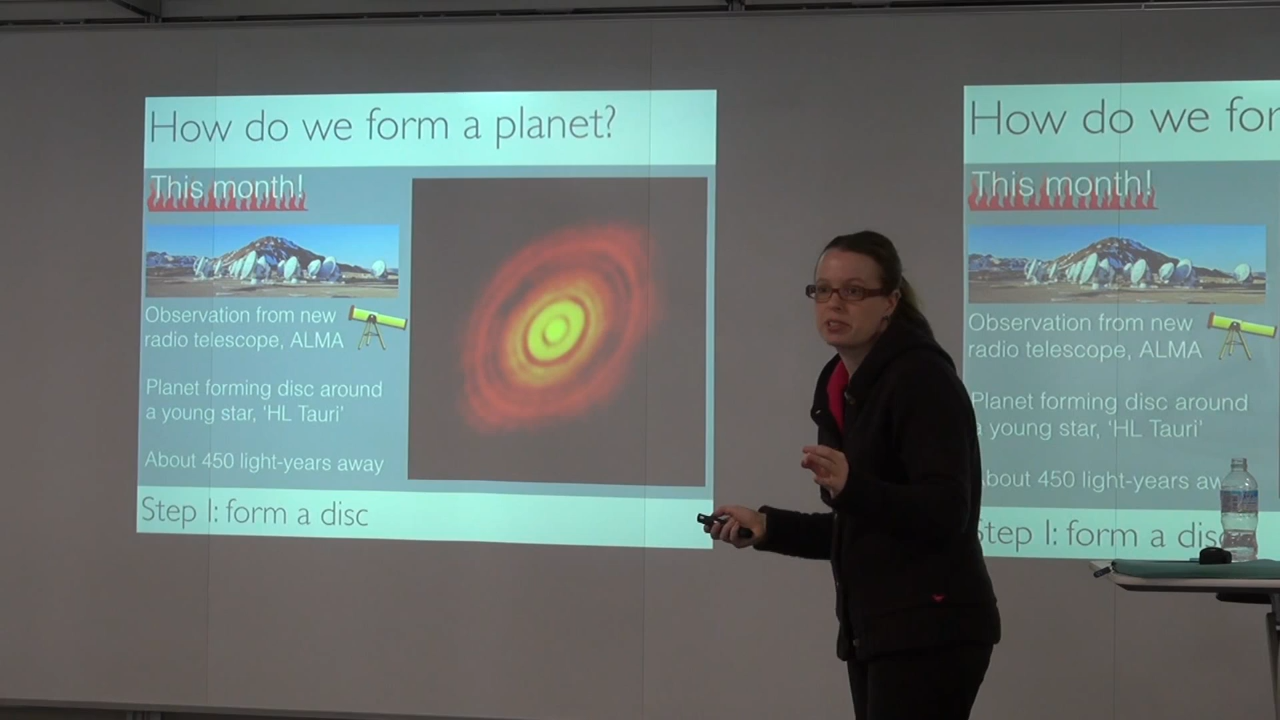 How do we form a planet?
This month!
Observation from new
radio telescope, ALMA
Planet forming disc around
a young star, 'HL Tauri'
About 450 light-years away
Step 1: form a disc
How do we for
This month!
Observation from new
radio telescope, ALMA
Planet forming disc around
a young star, 'HL Tauri'
About 450 light-years aw
Step 1: form a disc